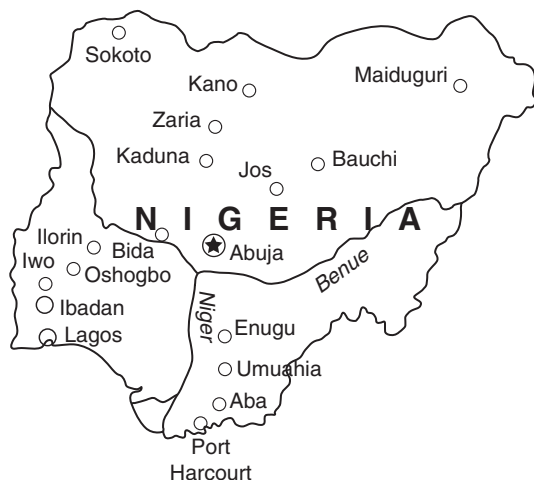 Sokoto
Kano
Maiduguri
Zaria
Kaduna
Bauchi
Jos
NIGERIA
Ilorin
Bida
Abuja
Iwo
Oshogbo
Benue
Niger
Ibadan
Lagos
Enugu
Umuahia
Aba
Port
Harcourt